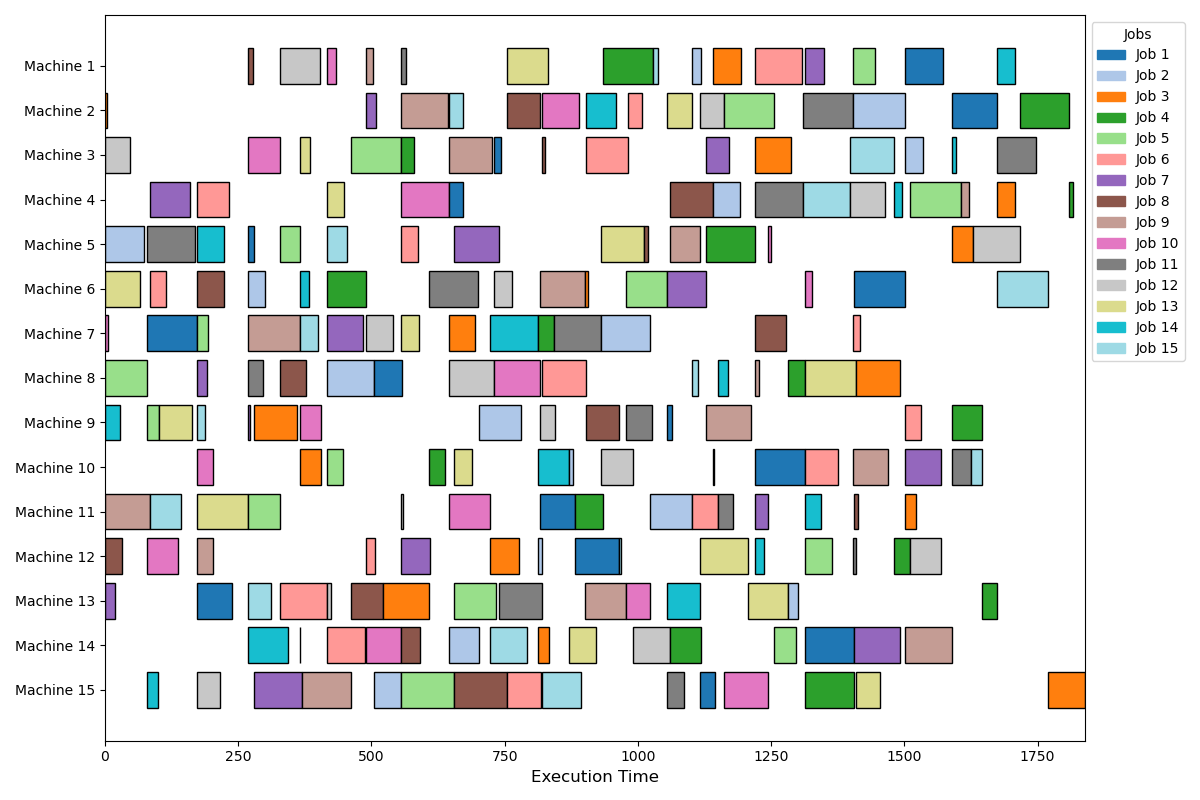 Machine 1
Machine 2
Machine 3
Machine 4
Machine 5
Machine 6
Machine 7
Machine 8
Machine 9
Machine 10
Machine 11
Machine 12
Machine 13
Machine 14
Machine 15
0
250
500
750
1000
1250
1500
1750
Execution Time
Jobs
Job 1
Job 2
Job 3
Job 4
Job 5
Job 6
Job 7
Job 8
Job 9
Job 10
Job 11
Job 12
Job 13
Job 14
Job 15